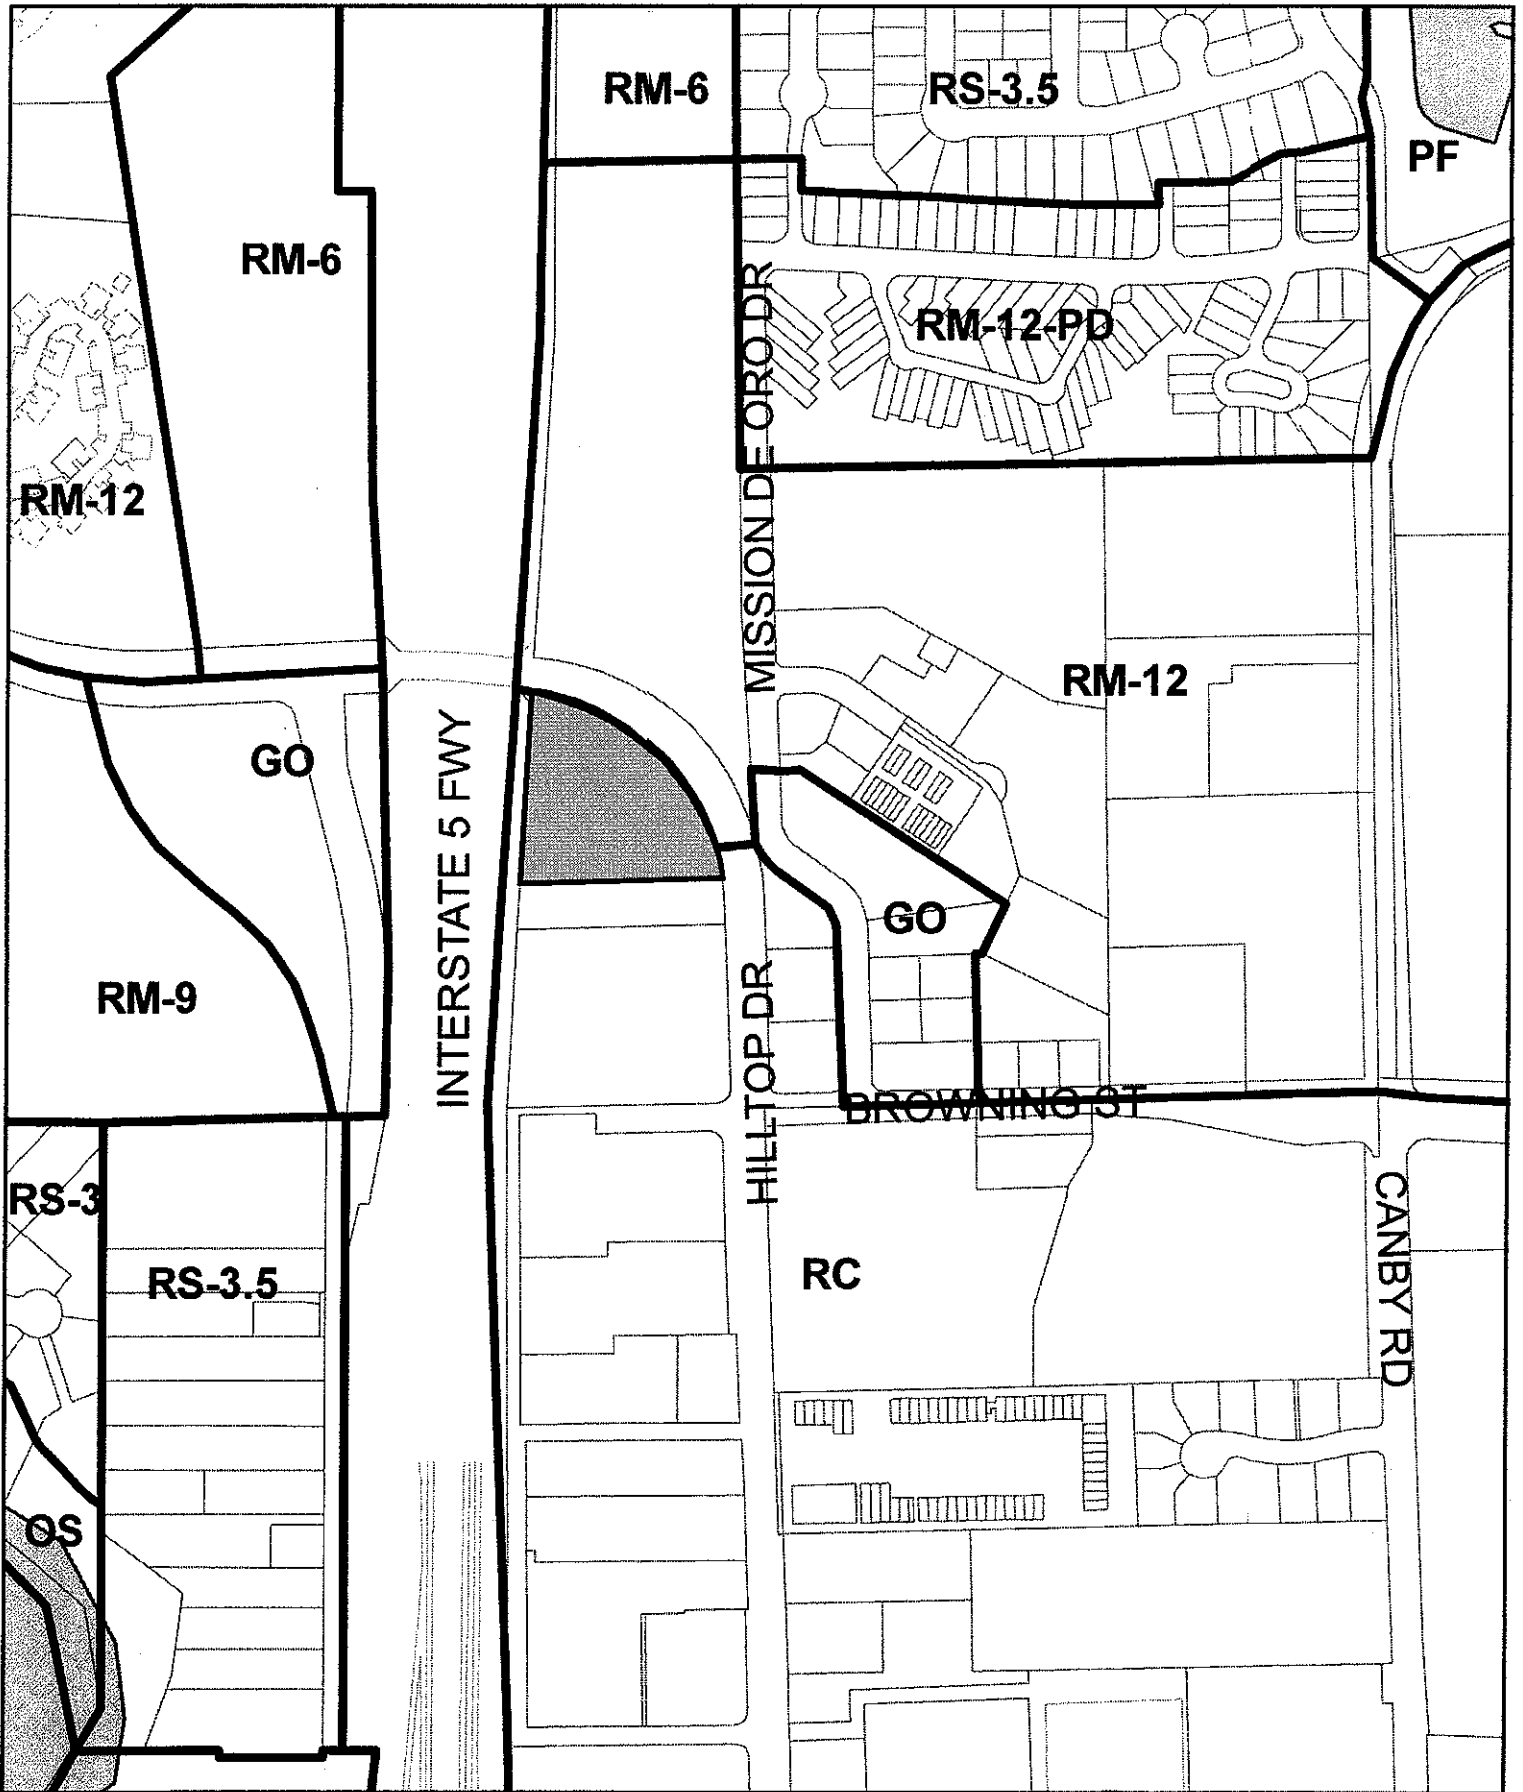 RM-6
RS-3.5
PF
RM-6
RM-12-PD
MISSION DE ORO DR
RM-12
RM-12
GO
INTERSTATE 5 FWY
GO
RM-9
HILLTOP DR
BROWNING ST
RS-3
CANBY RD
RS-3.5
RC
OS